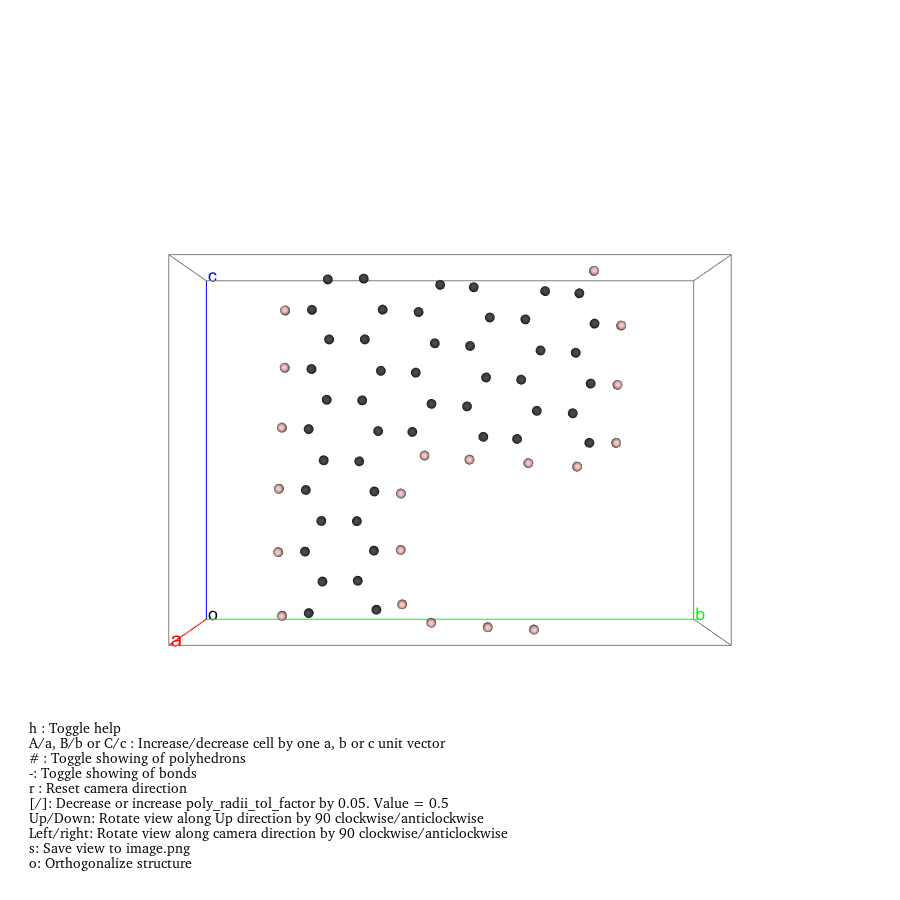 c
o
b
a
h : Toggle help
A/a, B/b or C/c : Increase/decrease cell by one a, b or c unit vector
# : Toggle showing of polyhedrons
-: Toggle showing of bonds
r : Reset camera direction
[/]: Decrease or increase poly_radii_tol_factor by 0.05. Value = 0.5
Up/Down: Rotate view along Up direction by 90 clockwise/anticlockwise
Left/right: Rotate view along camera direction by 90 clockwise/anticlockwise
s: Save view to image.png
o: Orthogonalize structure